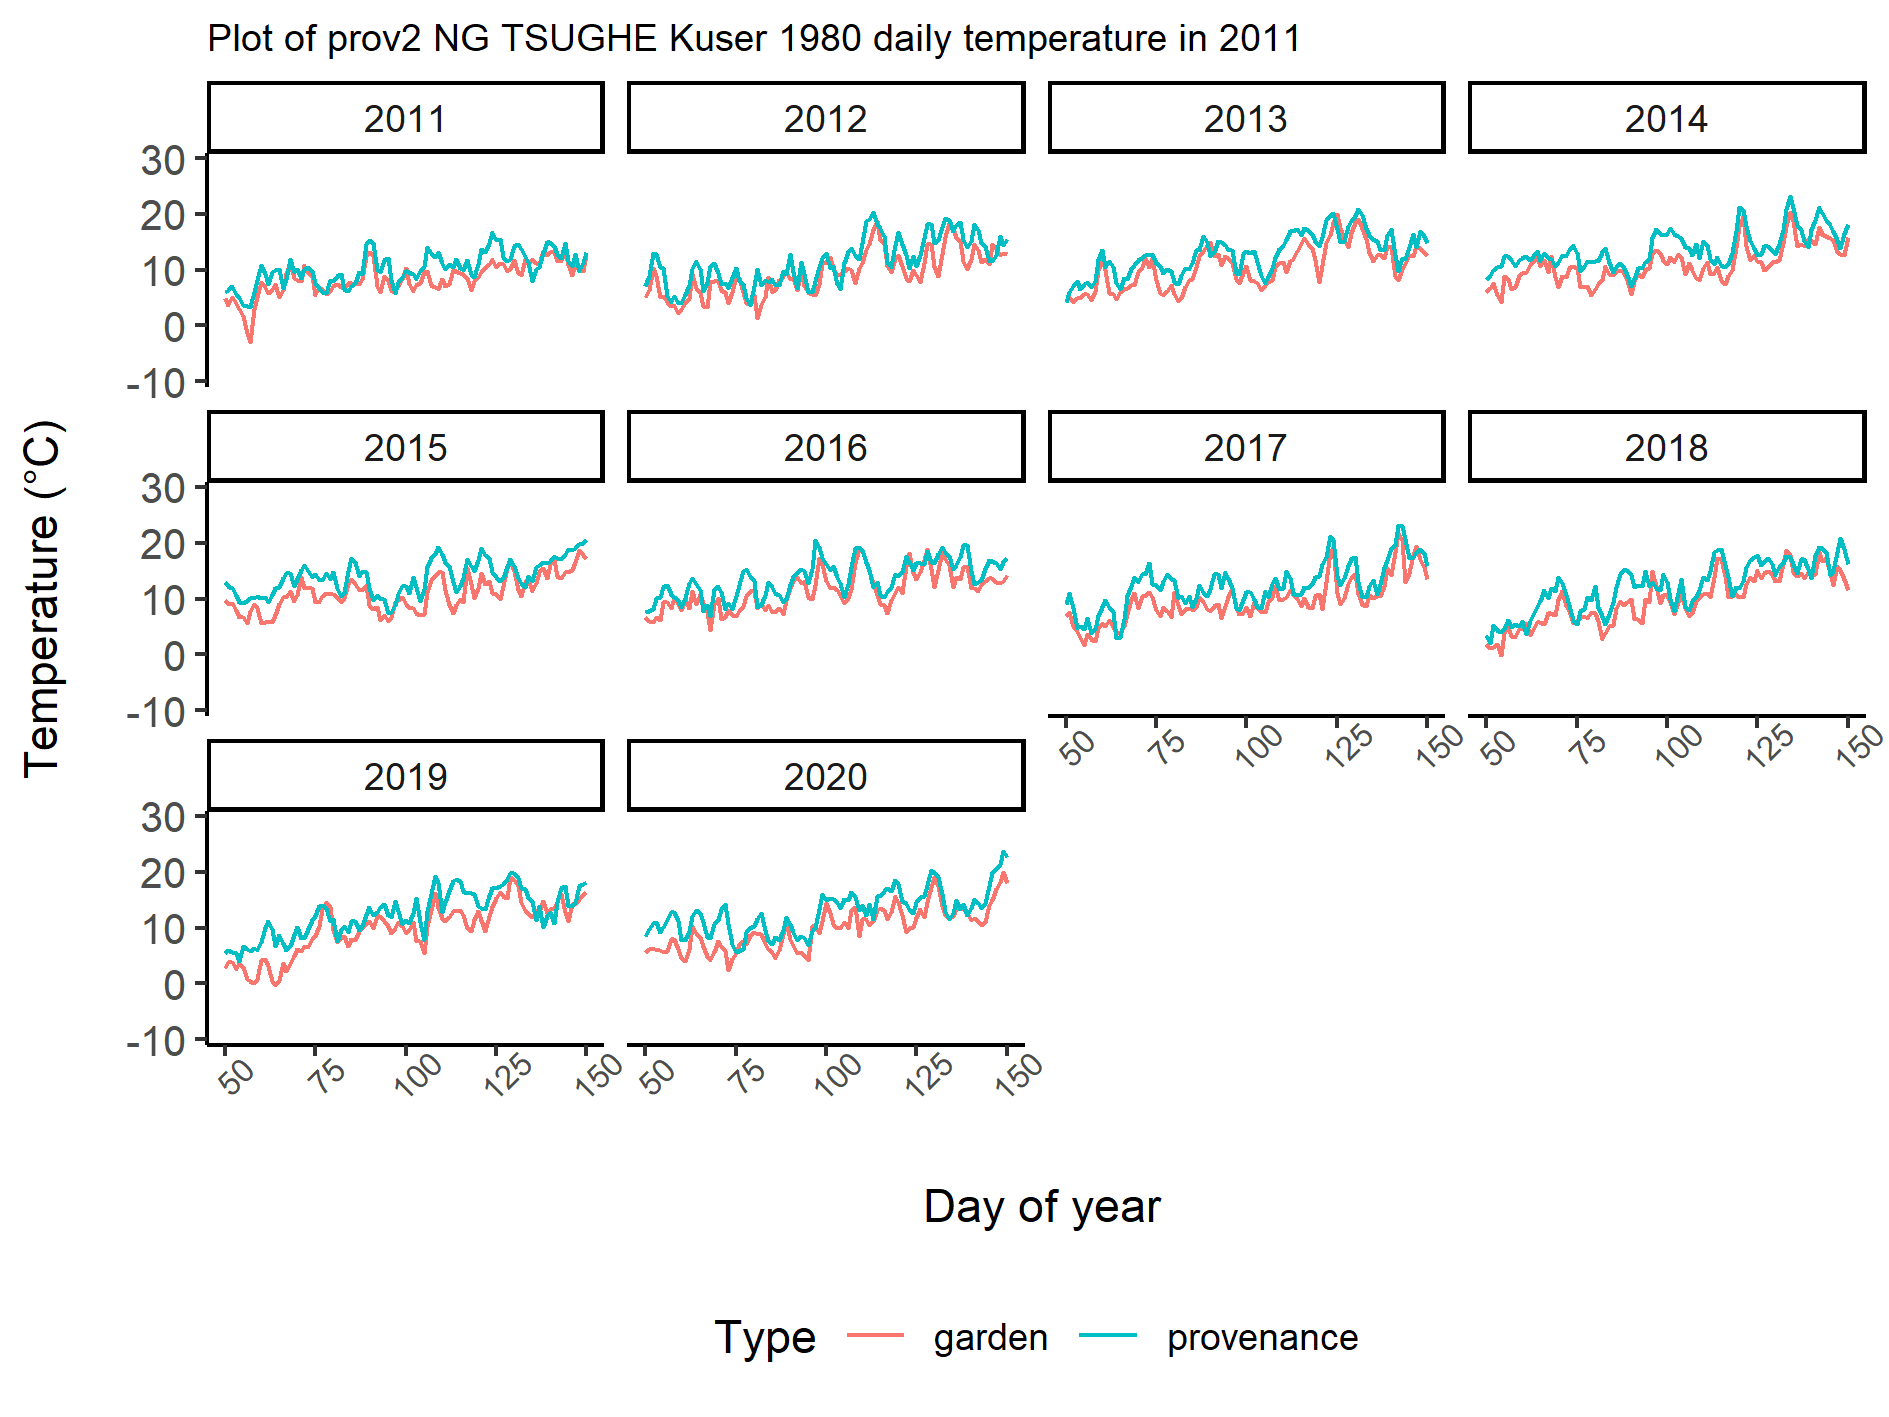 Plot of prov2 NG TSUGHE Kuser 1980 daily temperature in 2011
2011 2012 2013 2014
30
20
10
0
-10
2015 2016 2017 2018
30
20
10
0
-10
50 75 100 125 150 50 75 100 125 150
2019 2020
30
20
10
0
-10
50 75 100 125 150 50 75 100 125 150
Temperature (°C)
Day of year
Type garden provenance